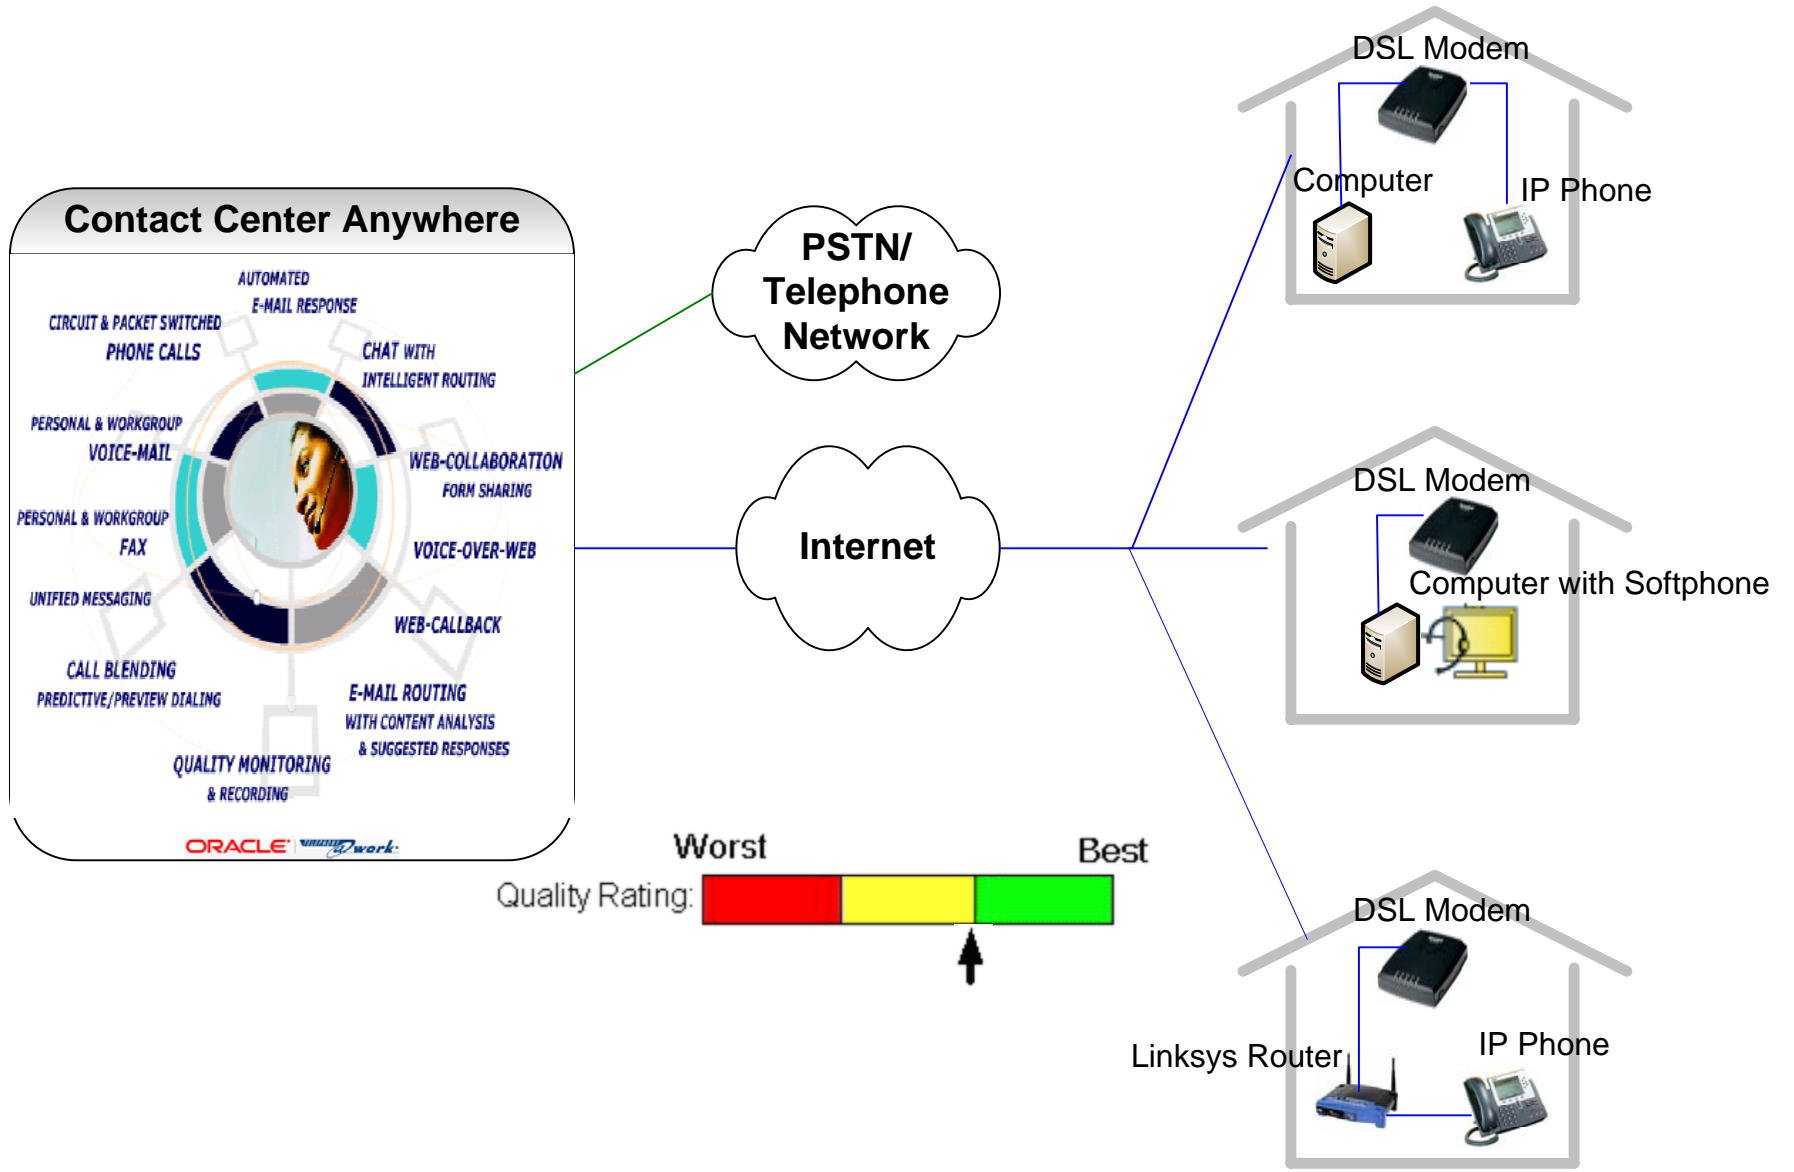 Contact Center Anywhere
AUTOMATED
E-MAIL RESPONSE
CIRCUIT & PACKET SWITCHED
PHONE CALLS
CHAT WITH
INTELLIGENT ROUTING
PERSONAL & WORKGROUP
VOICE-MAIL
WEB-COLLABORATION
FORM SHARING
PERSONAL & WORKGROUP
FAX
VOICE-OVER-WEB
UNIFIED MESSAGING
WEB-CALLBACK
CALL BLENDING
PREDICTIVE/PREVIEW DIALING
E-MAIL ROUTING
WITH CONTENT ANALYSIS
& SUGGESTED RESPONSES
QUALITY MONITORING
& RECORDING
ORACLE
work
PSTN/
Telephone
Network
Internet
Worst
Best
Quality Rating:
DSL Modem
Computer
IP Phone
DSL Modem
Computer with Softphone
DSL Modem
Linksys Router
IP Phone